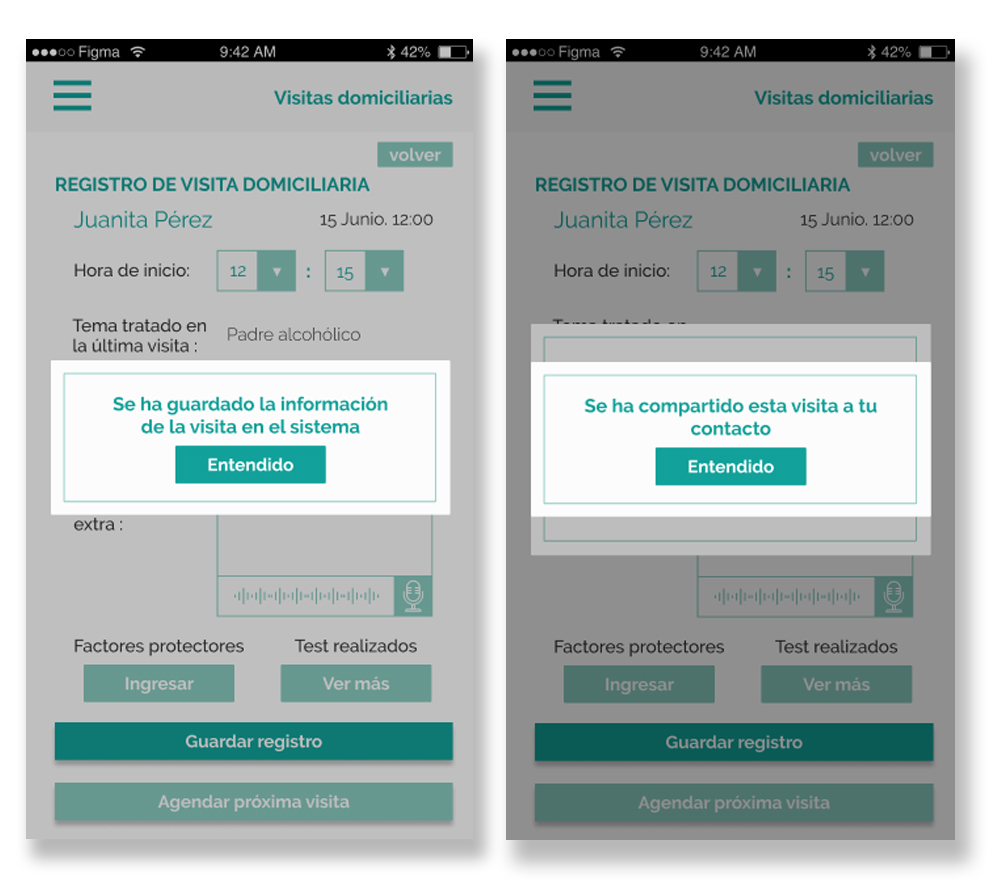 Figma 9:42 AM 42%
Visitas domiciliarias
volver
REGISTRO DE VISITA DOMICILIARIA
Juanita Pérez 15 Junio. 12:00
Hora de inicio: 12 : 15
Tema tratado en
la última visita :
Padre alcohólico
Se ha guardado la información
de la visita en el sistema
Entendido
extra :
Factores protectores Test realizados
Ingresar Ver más
Guardar registro
Agendar próxima visita
Figma 9:42 AM 42%
Visitas domiciliarias
volver
REGISTRO DE VISITA DOMICILIARIA
Juanita Pérez 15 Junio. 12:00
Hora de inicio: 12 : 15
Tema tratado en
Se ha compartido esta visita a tu
contacto
Entendido
Factores protectores Test realizados
Ingresar Ver más
Guardar registro
Agendar próxima visita